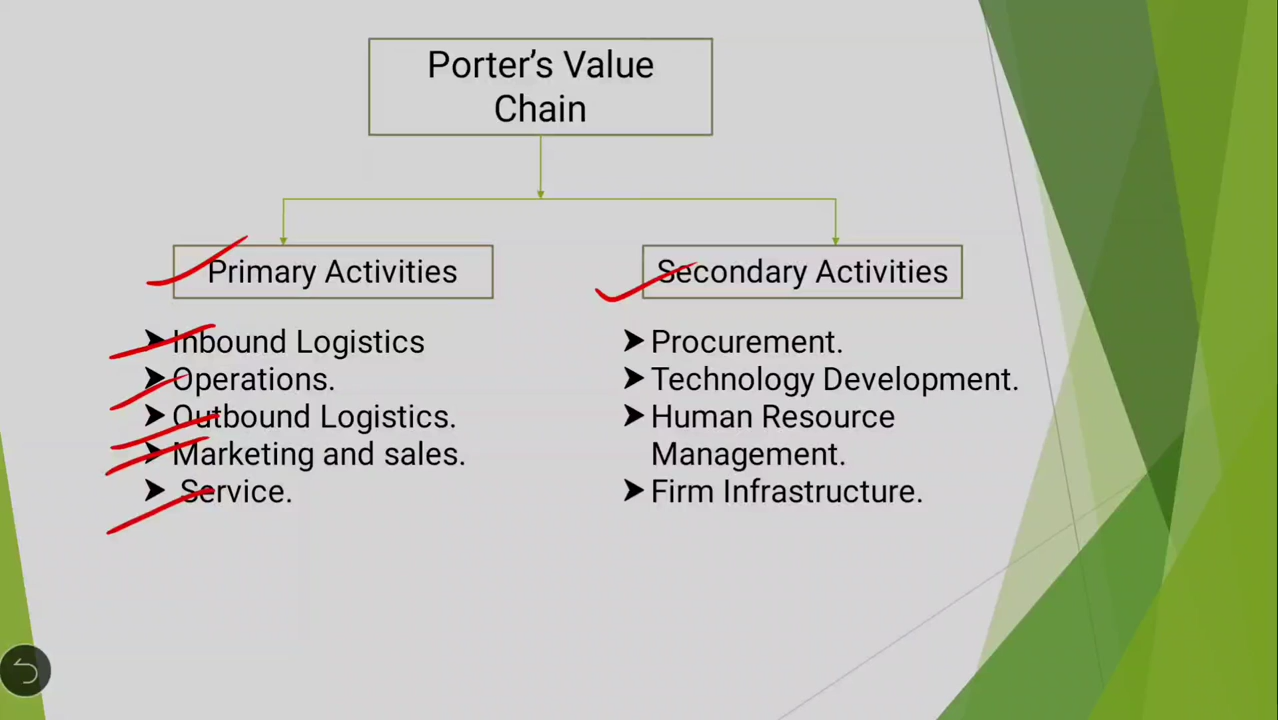 Porter's Value
Chain
Primary Activities
Secondary Activities
➤ Inbound Logistics
➤ Operations.
➤ Outbound Logistics.
➤ Marketing and sales.
➤ Service.
➤ Procurement.
➤ Technology Development.
➤ Human Resource
Management.
➤ Firm Infrastructure.